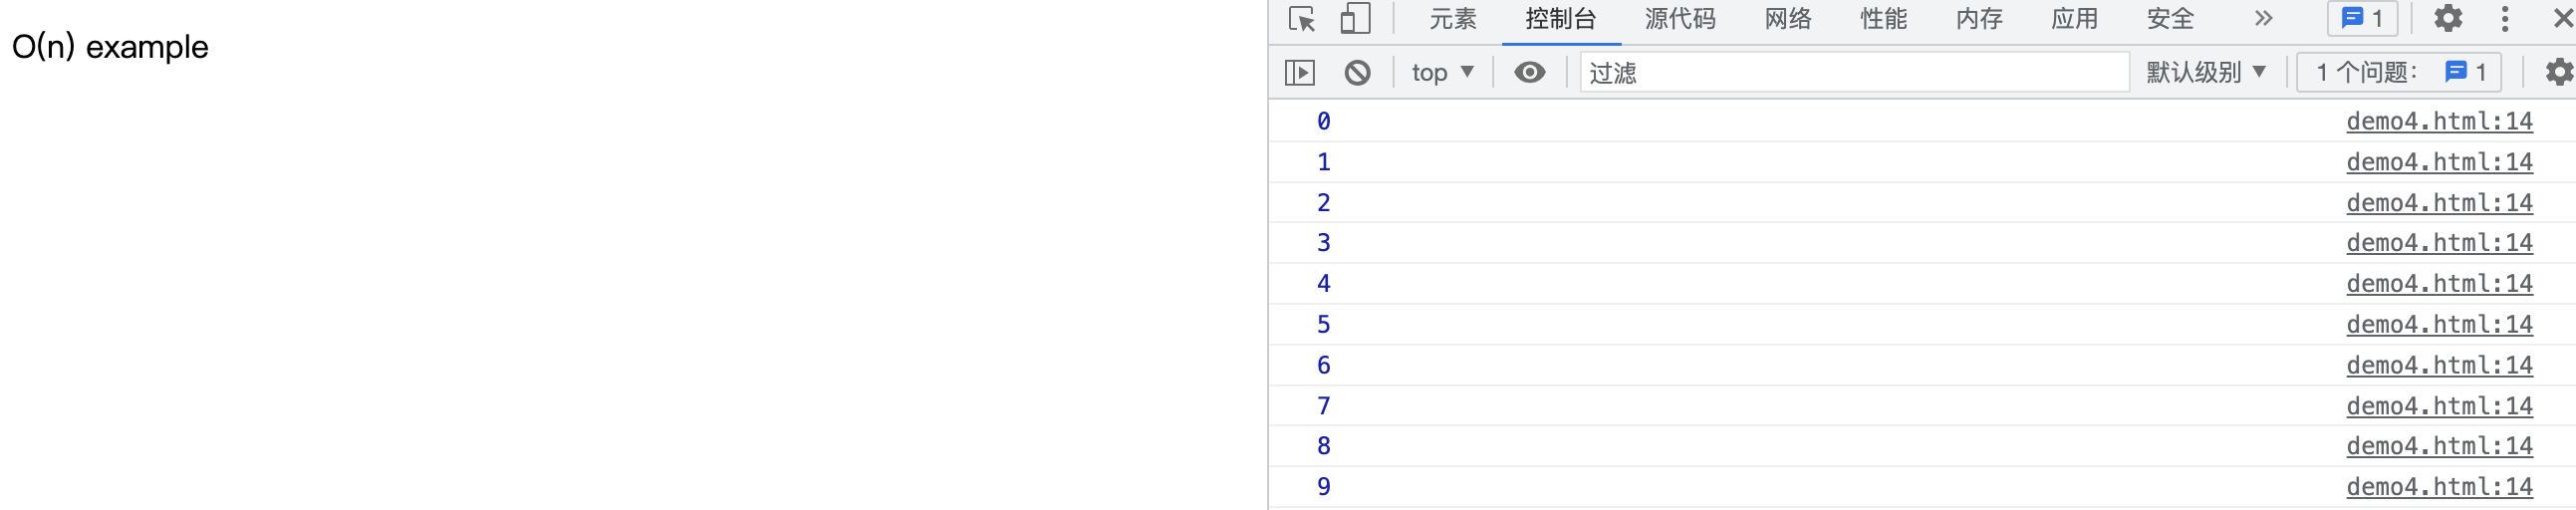 O(n) example
元素 控制台 源代码 网络 性能 内存 应用 安全 1
top 过滤 默认级别 1 个问题： 1
0 demo4.html:14
1 demo4.html:14
2 demo4.html:14
3 demo4.html:14
4 demo4.html:14
5 demo4.html:14
6 demo4.html:14
7 demo4.html:14
8 demo4.html:14
9 demo4.html:14